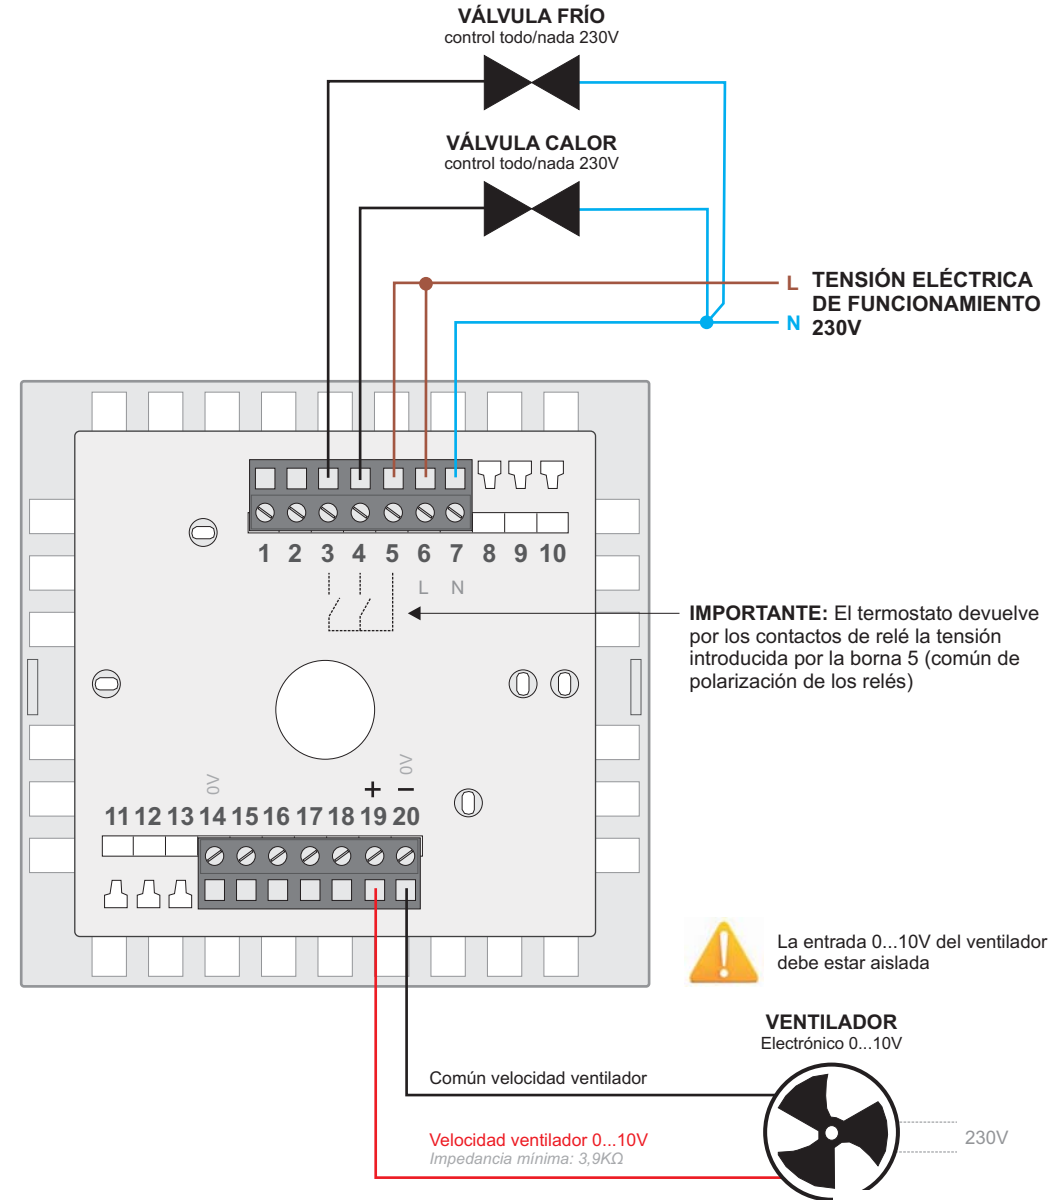 VÁLVULA FRÍO
control todo/nada 230V
VÁLVULA CALOR
control todo/nada 230V
L TENSIÓN ELÉCTRICA
DE FUNCIONAMIENTO
N 230V
1 2 3 4 5 6 7 8 9 10
L N
IMPORTANTE: El termostato devuelve
por los contactos de relé la tensión
introducida por la borna 5 (común de
polarización de los relés)
0V 0V
+ −
11 12 13 14 15 16 17 18 19 20
La entrada 0...10V del ventilador
debe estar aislada
VENTILADOR
Electrónico 0...10V
Común velocidad ventilador
Velocidad ventilador 0...10V
Impedancia mínima: 3,9KΩ
230V